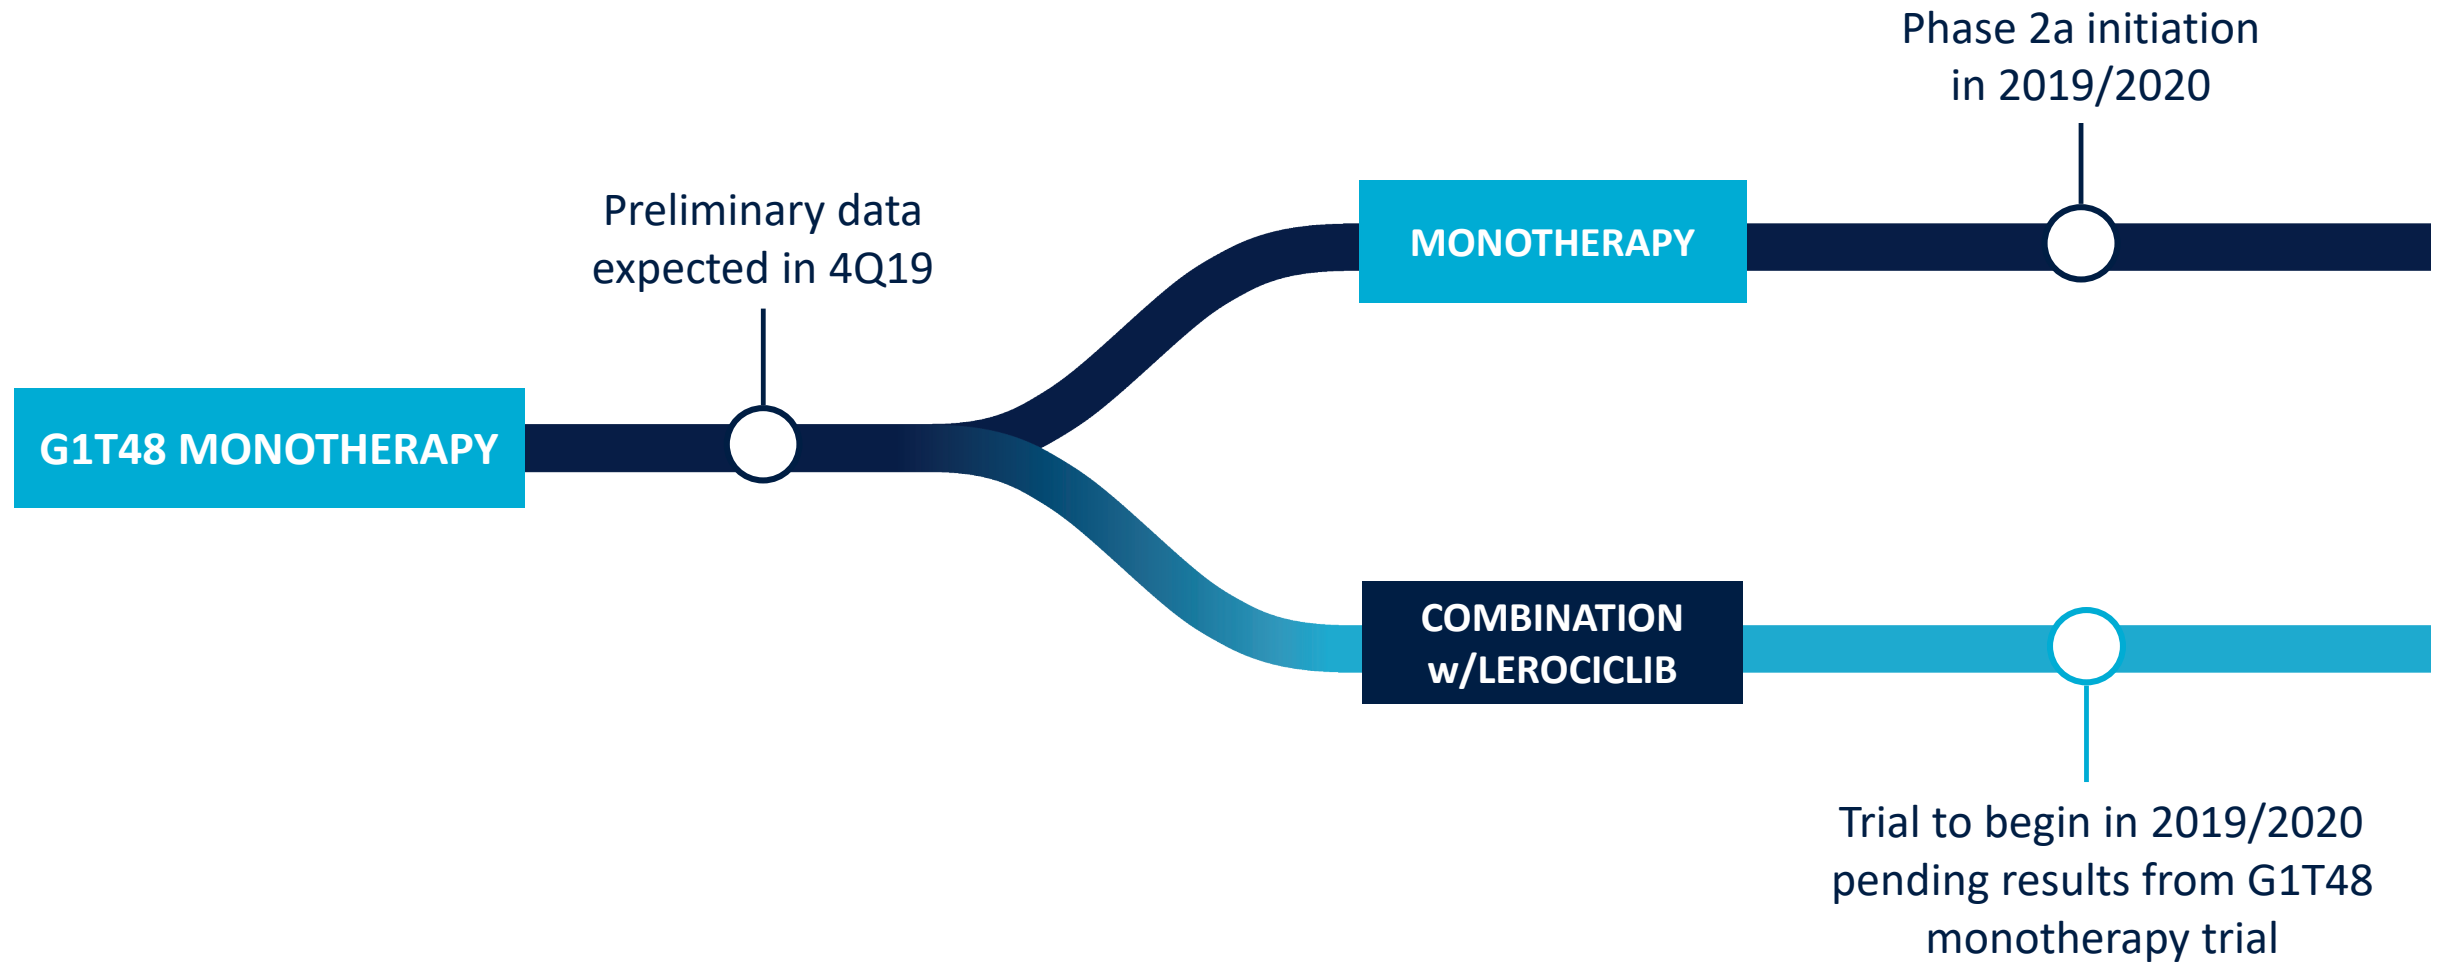 Phase 2a initiation
in 2019/2020
Preliminary data
expected in 4Q19
MONOTHERAPY
G1T48 MONOTHERAPY
COMBINATION
w/LEROCICLIB
Trial to begin in 2019/2020
pending results from G1T48
monotherapy trial